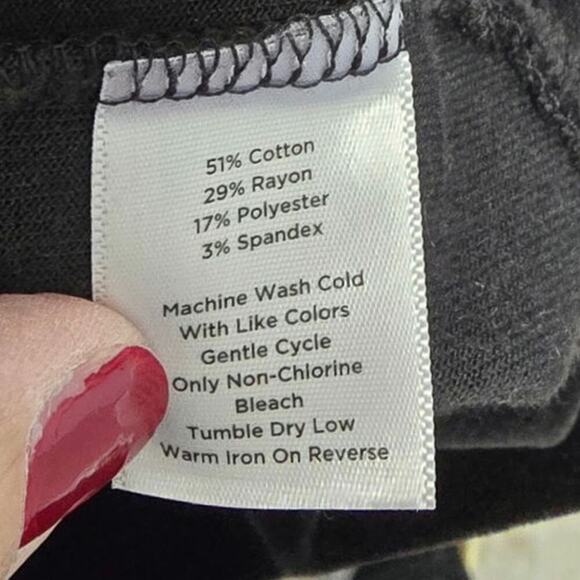 51% Cotton
29% Rayon
17% Polyester
3% Spandex
Machine Wash Cold
With Like Colors
Gentle Cycle
Only Non-Chlorine
Bleach
Tumble Dry Low
Warm Iron On Reverse